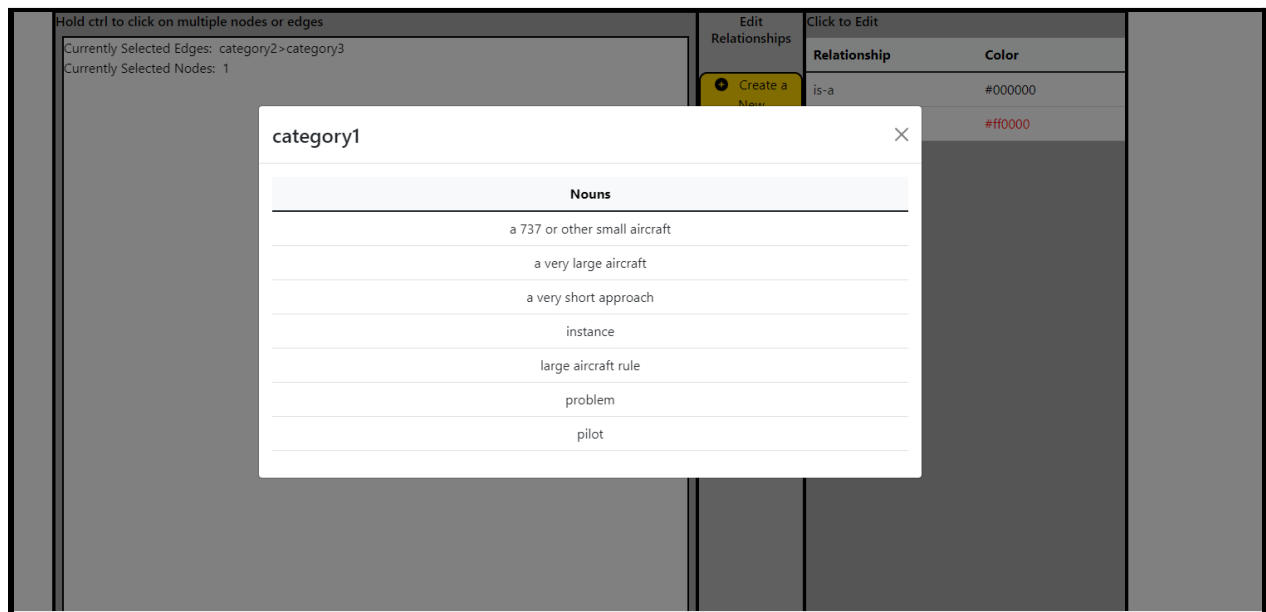 Hold ctrl to click on multiple nodes or edges
Currently Selected Edges: category2>category3
Currently Selected Nodes: 1
Edit
Relationships
Create a
New
Click to Edit
Relationship Color
is-a #000000
#ff0000
category1
Nouns
a 737 or other small aircraft
a very large aircraft
a very short approach
instance
large aircraft rule
problem
pilot